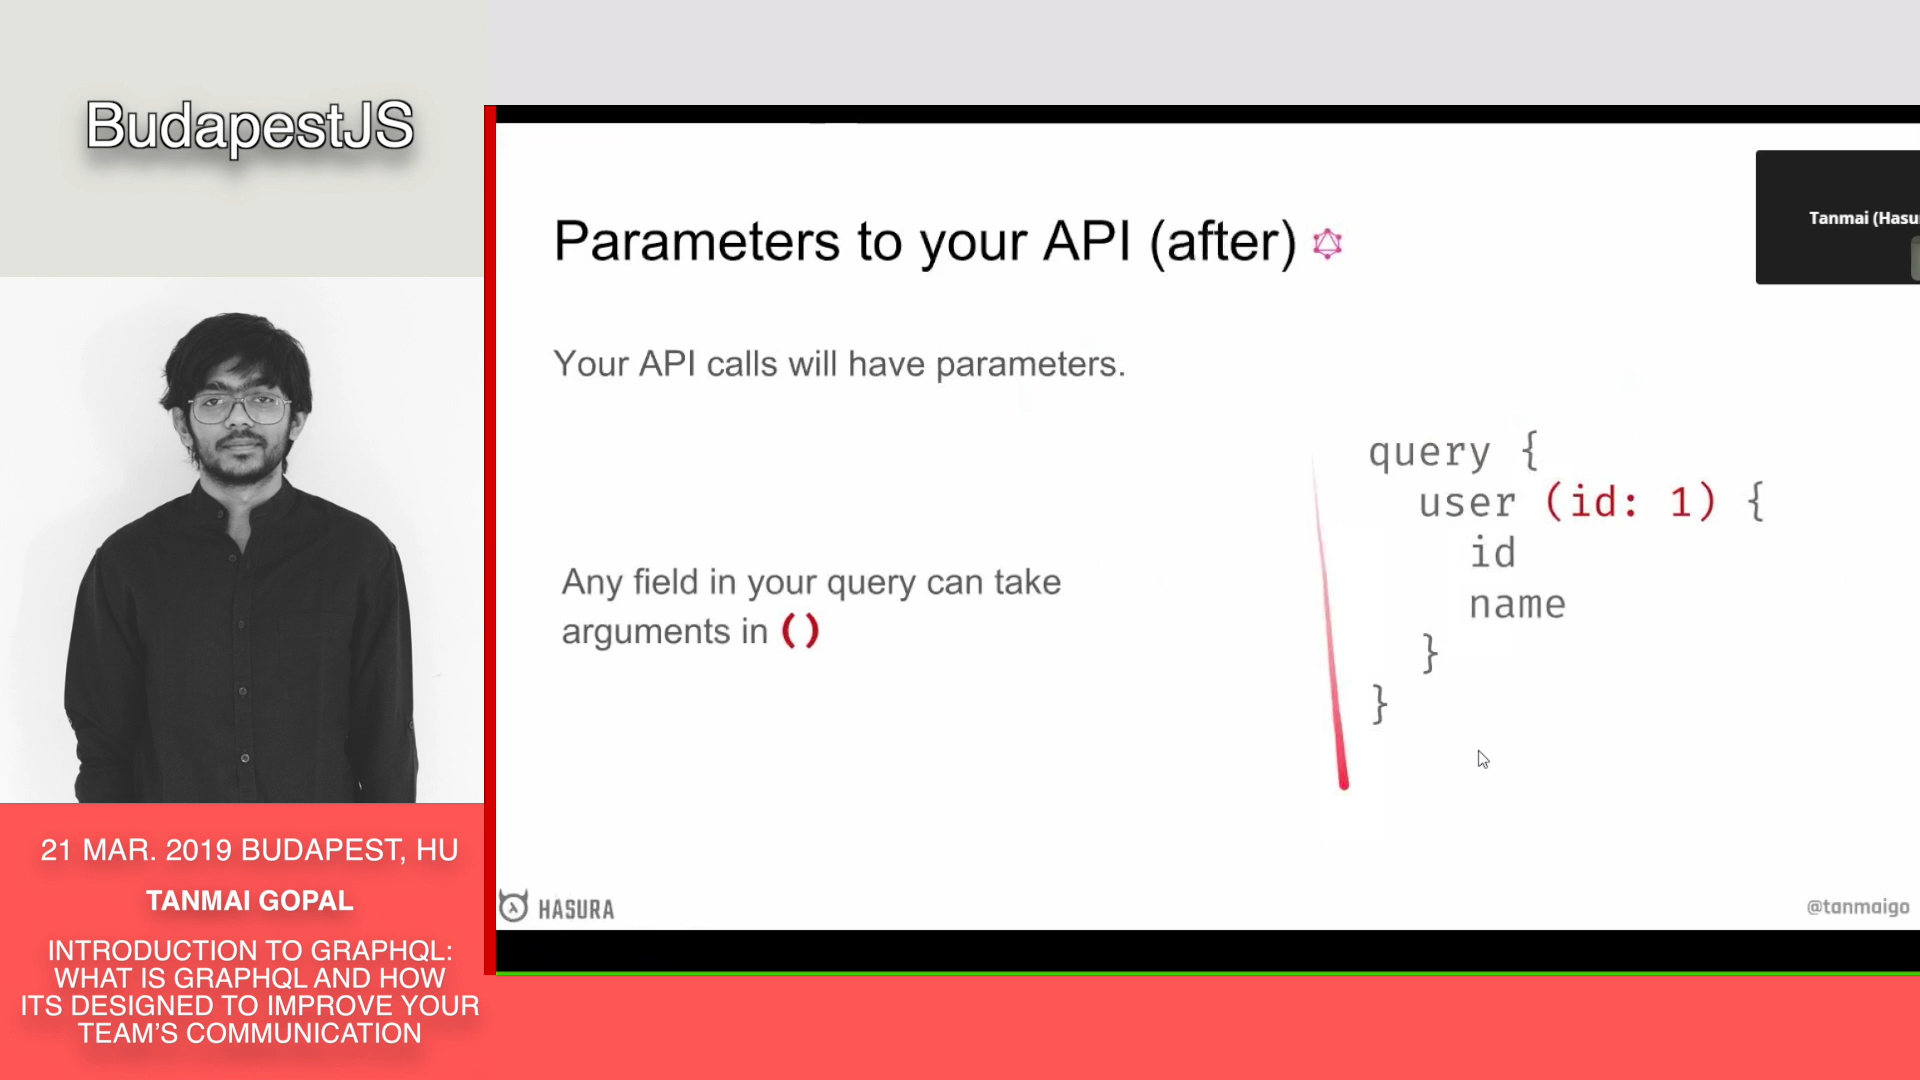 BudapestJS
21 MAR. 2019 BUDAPEST, HU
TANMAI GOPAL
INTRODUCTION TO GRAPHQL:
WHAT IS GRAPHQL AND HOW
ITS DESIGNED TO IMPROVE YOUR
TEAM’S COMMUNICATION
Parameters to your API (after)
Your API calls will have parameters.
Any field in your query can take
arguments in ()
query {
user (id: 1) {
id
name
}
}
Tanmai (Hasu
HASURA
@tanmaigo